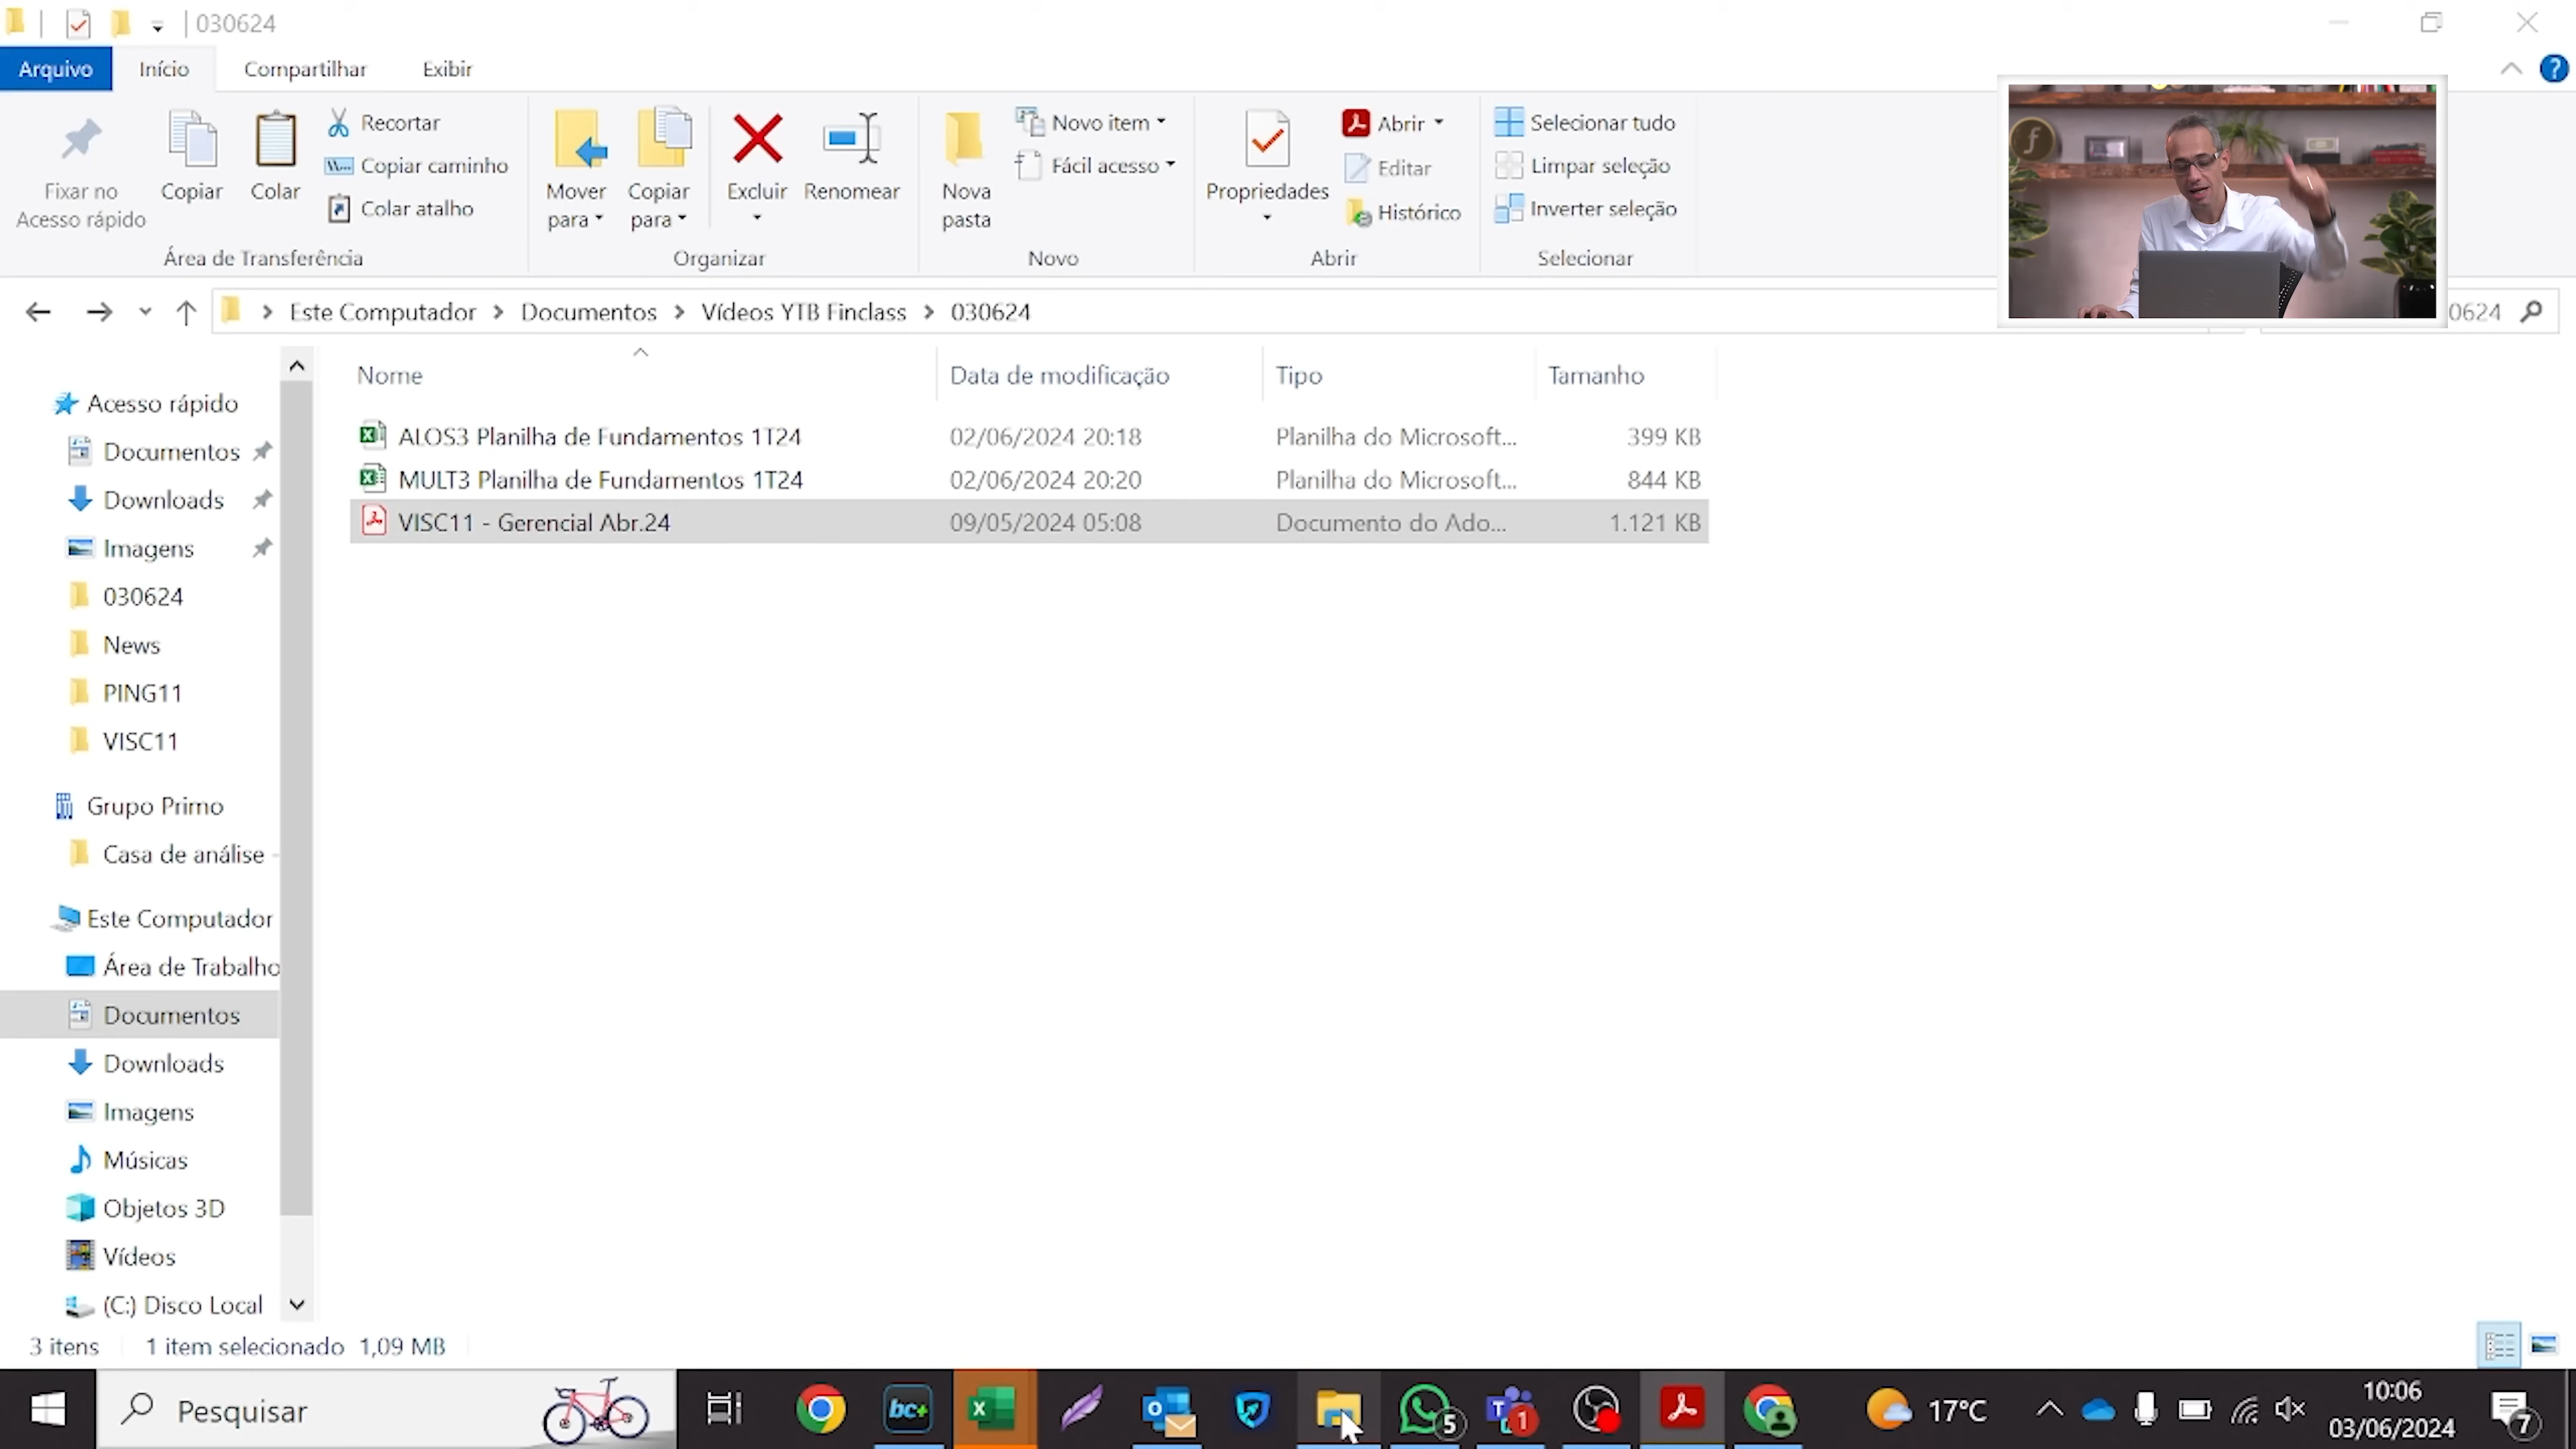 030624
Arquivo
Início
Compartilhar
Exibir
Fixar no
Acesso rápido
Copiar
Colar
Recortar
Copiar caminho
Colar atalho
Área de Transferência
Mover
para
Copiar
para
Excluir
Renomear
Organizar
Nova
pasta
Novo item
Fácil acesso
Novo
Propriedades
Abrir
Editar
Histórico
Abrir
Selecionar tudo
Limpar seleção
Inverter seleção
Selecionar
Este Computador > Documentos > Vídeos YTB Finclass > 030624
0624
Nome Data de modificação Tipo Tamanho
ALOS3 Planilha de Fundamentos 1T24 02/06/2024 20:18 Planilha do Microsoft... 399 KB
MULT3 Planilha de Fundamentos 1T24 02/06/2024 20:20 Planilha do Microsoft... 844 KB
VISC11 - Gerencial Abr.24 09/05/2024 05:08 Documento do Ado... 1.121 KB
Acesso rápido
Documentos
Downloads
Imagens
030624
News
PING11
VISC11
Grupo Primo
Casa de análise -
Este Computador
Área de Trabalho
Documentos
Downloads
Imagens
Músicas
Objetos 3D
Vídeos
(C:) Disco Local
3 itens 1 item selecionado 1,09 MB
Pesquisar
bc+
5
1
17°C
10:06
03/06/2024
7